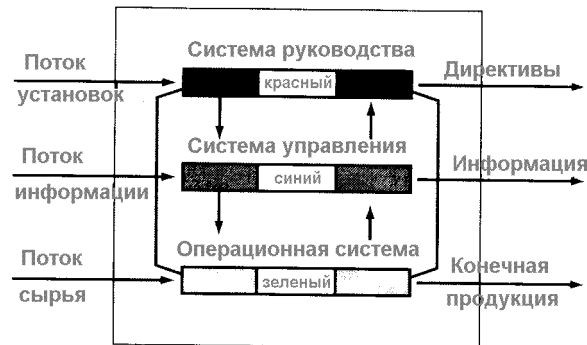 Система руководства
Поток
установок
красный
Директивы
Система управления
Поток
информации
синий
Информация
Операционная система
Поток
сырья
зеленый
Конечная
продукция